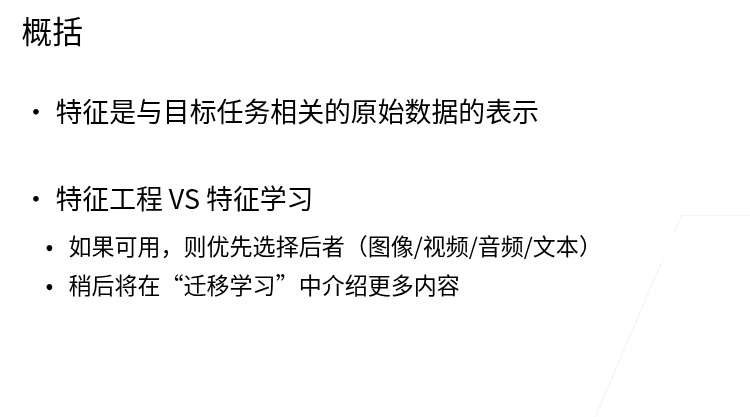 概括
• 特征是与目标任务相关的原始数据的表示
• 特征工程 VS 特征学习
• 如果可用，则优先选择后者（图像/视频/音频/文本）
• 稍后将在“迁移学习”中介绍更多内容